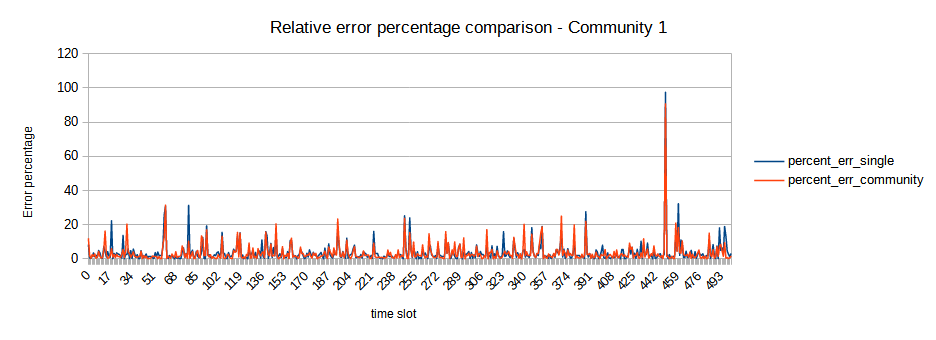 Relative error percentage comparison - Community 1
120
100
80
60
40
20
0
Error percentage
0 17 34 51 68 85 102 119 136 153 170 187 204 221 238 255 272 289 306 323 340 357 374 391 408 425 442 459 476 493
time slot
percent_err_single
percent_err_community